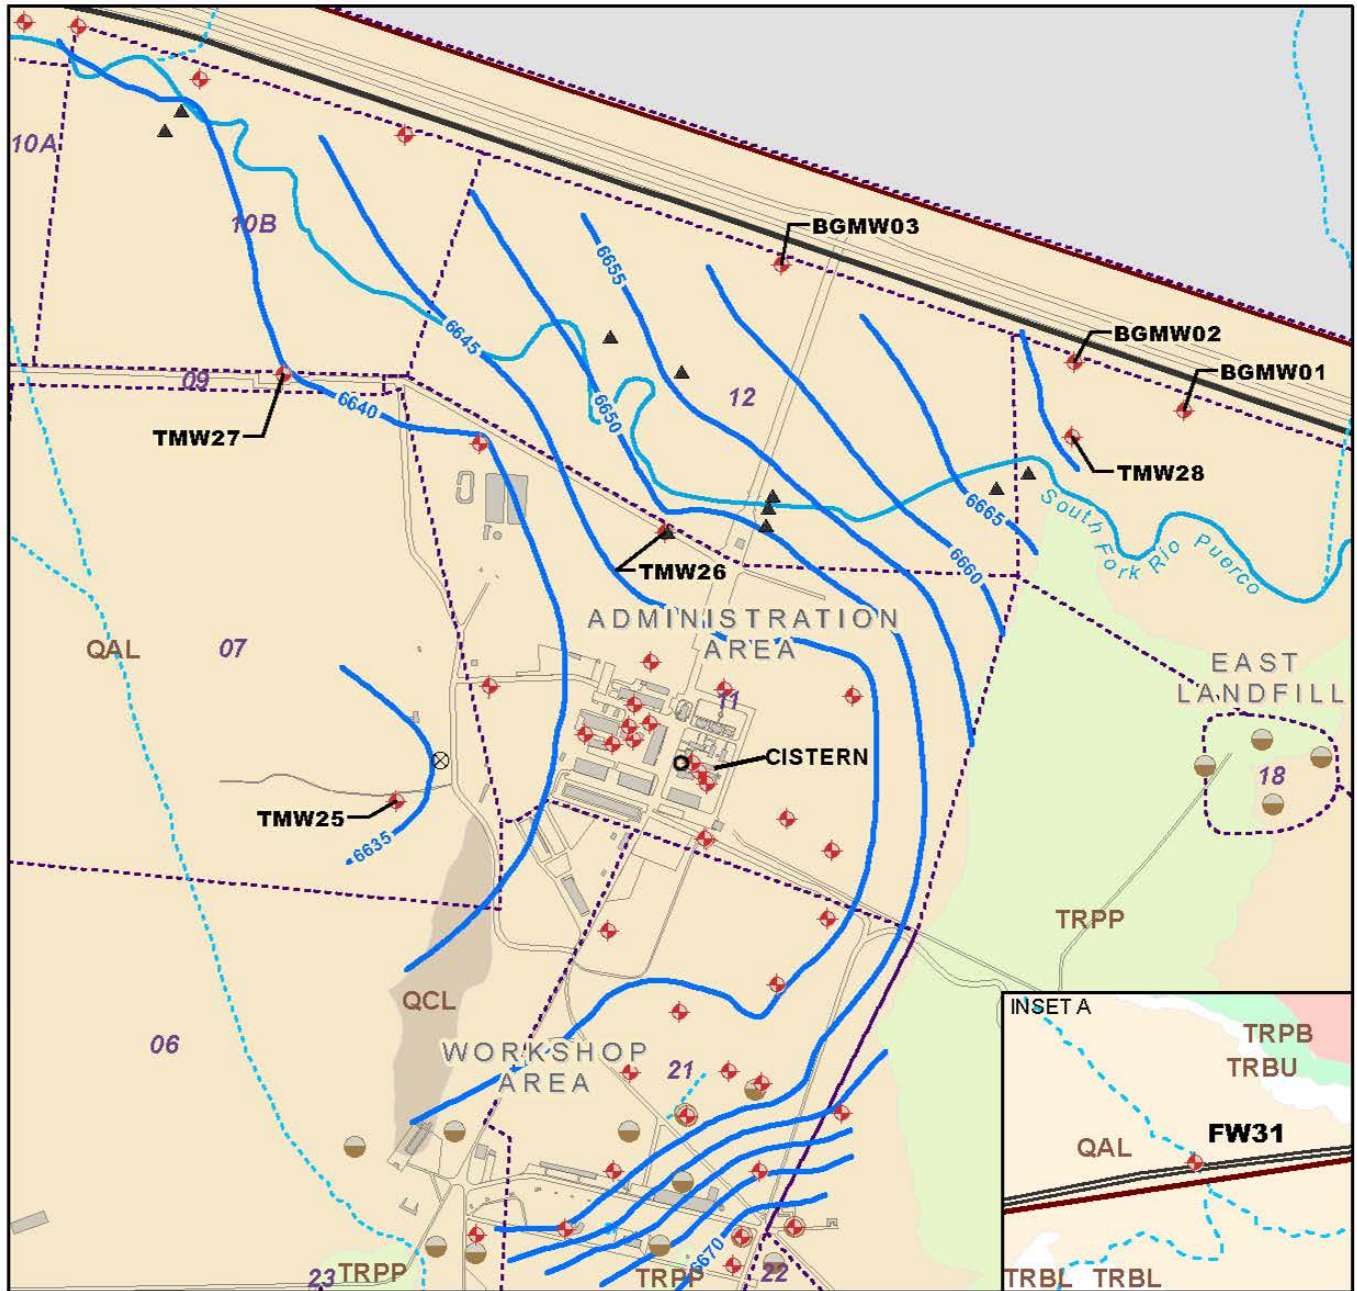 10A
10B
BGMW03
6655
BGMW02
6645
BGMW01
12
09
6640
6650
TMW27
TMW28
6665
South Fork Rio Puerco
6660
TMW26
ADMINISTRATION
AREA
QAL
07
EAST
LANDFILL
11
CISTERN
18
TMW25
6635
TRPP
QCL
INSET A
TRPB
TRBU
06
WORKSHOP
AREA
21
FW31
QAL
6670
23
TRPP
TRPP
22
TRBL
TRBL